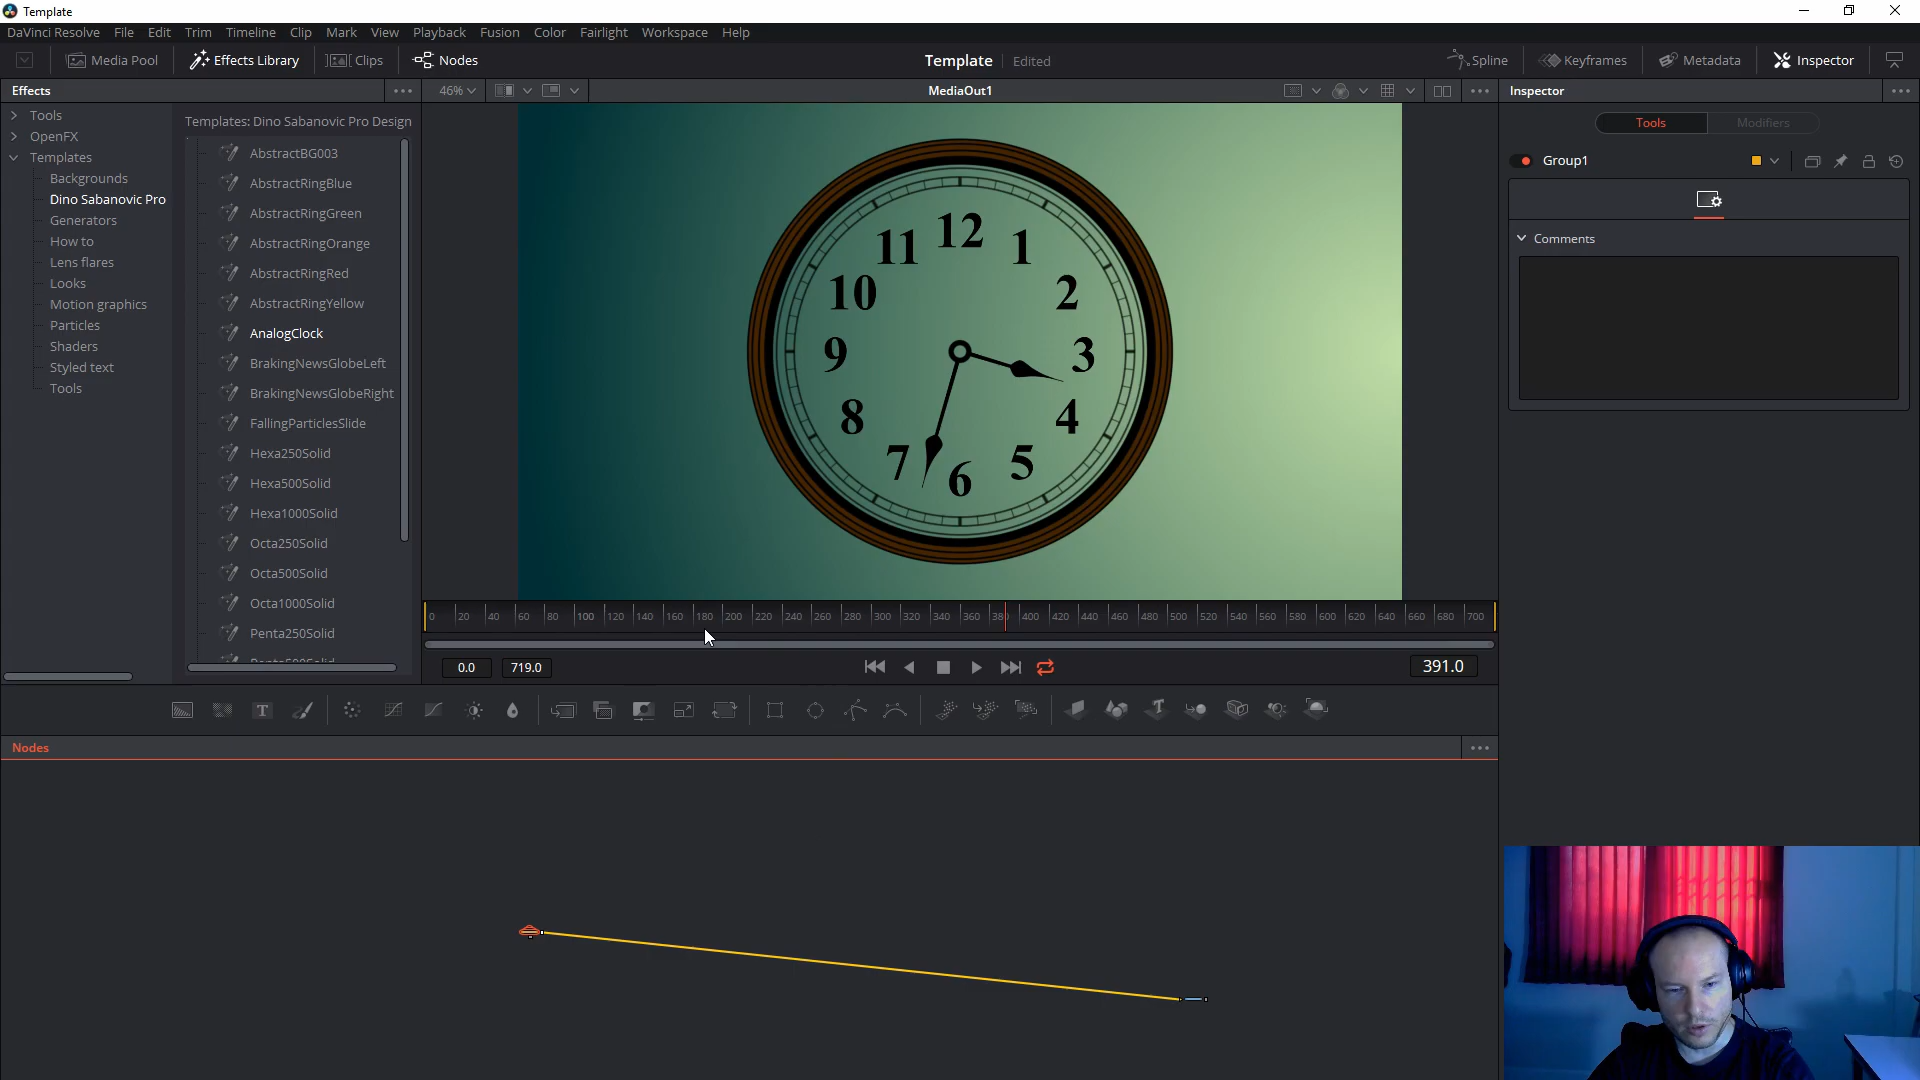 Template
DaVinci Resolve File Edit Trim Timeline Clip Mark View Playback Fusion Color Fairlight Workspace Help
Media Pool Effects Library Clips Nodes Template Edited Spline Keyframes Metadata Inspector
Effects 46% MediaOut1 Inspector
Tools
OpenFX
Templates
Backgrounds
Dino Sabanovic Pro
Generators
How to
Lens flares
Looks
Motion graphics
Particles
Shaders
Styled text
Tools
Templates: Dino Sabanovic Pro Design
AbstractBG003
AbstractRingBlue
AbstractRingGreen
AbstractRingOrange
AbstractRingRed
AbstractRingYellow
AnalogClock
BrakingNewsGlobeLeft
BrakingNewsGlobeRight
FallingParticlesSlide
Hexa250Solid
Hexa500Solid
Hexa1000Solid
Octa250Solid
Octa500Solid
Octa1000Solid
Penta250Solid
Penta500Solid
12
11 1
10 2
9 3
8 4
7 5
6
0 20 40 60 80 100 120 140 160 180 200 220 240 260 280 300 320 340 360 380 400 420 440 460 480 500 520 540 560 580 600 620 640 660 680 700
0.0 719.0 391.0
Tools Modifiers
Group1
Comments
T T
Nodes